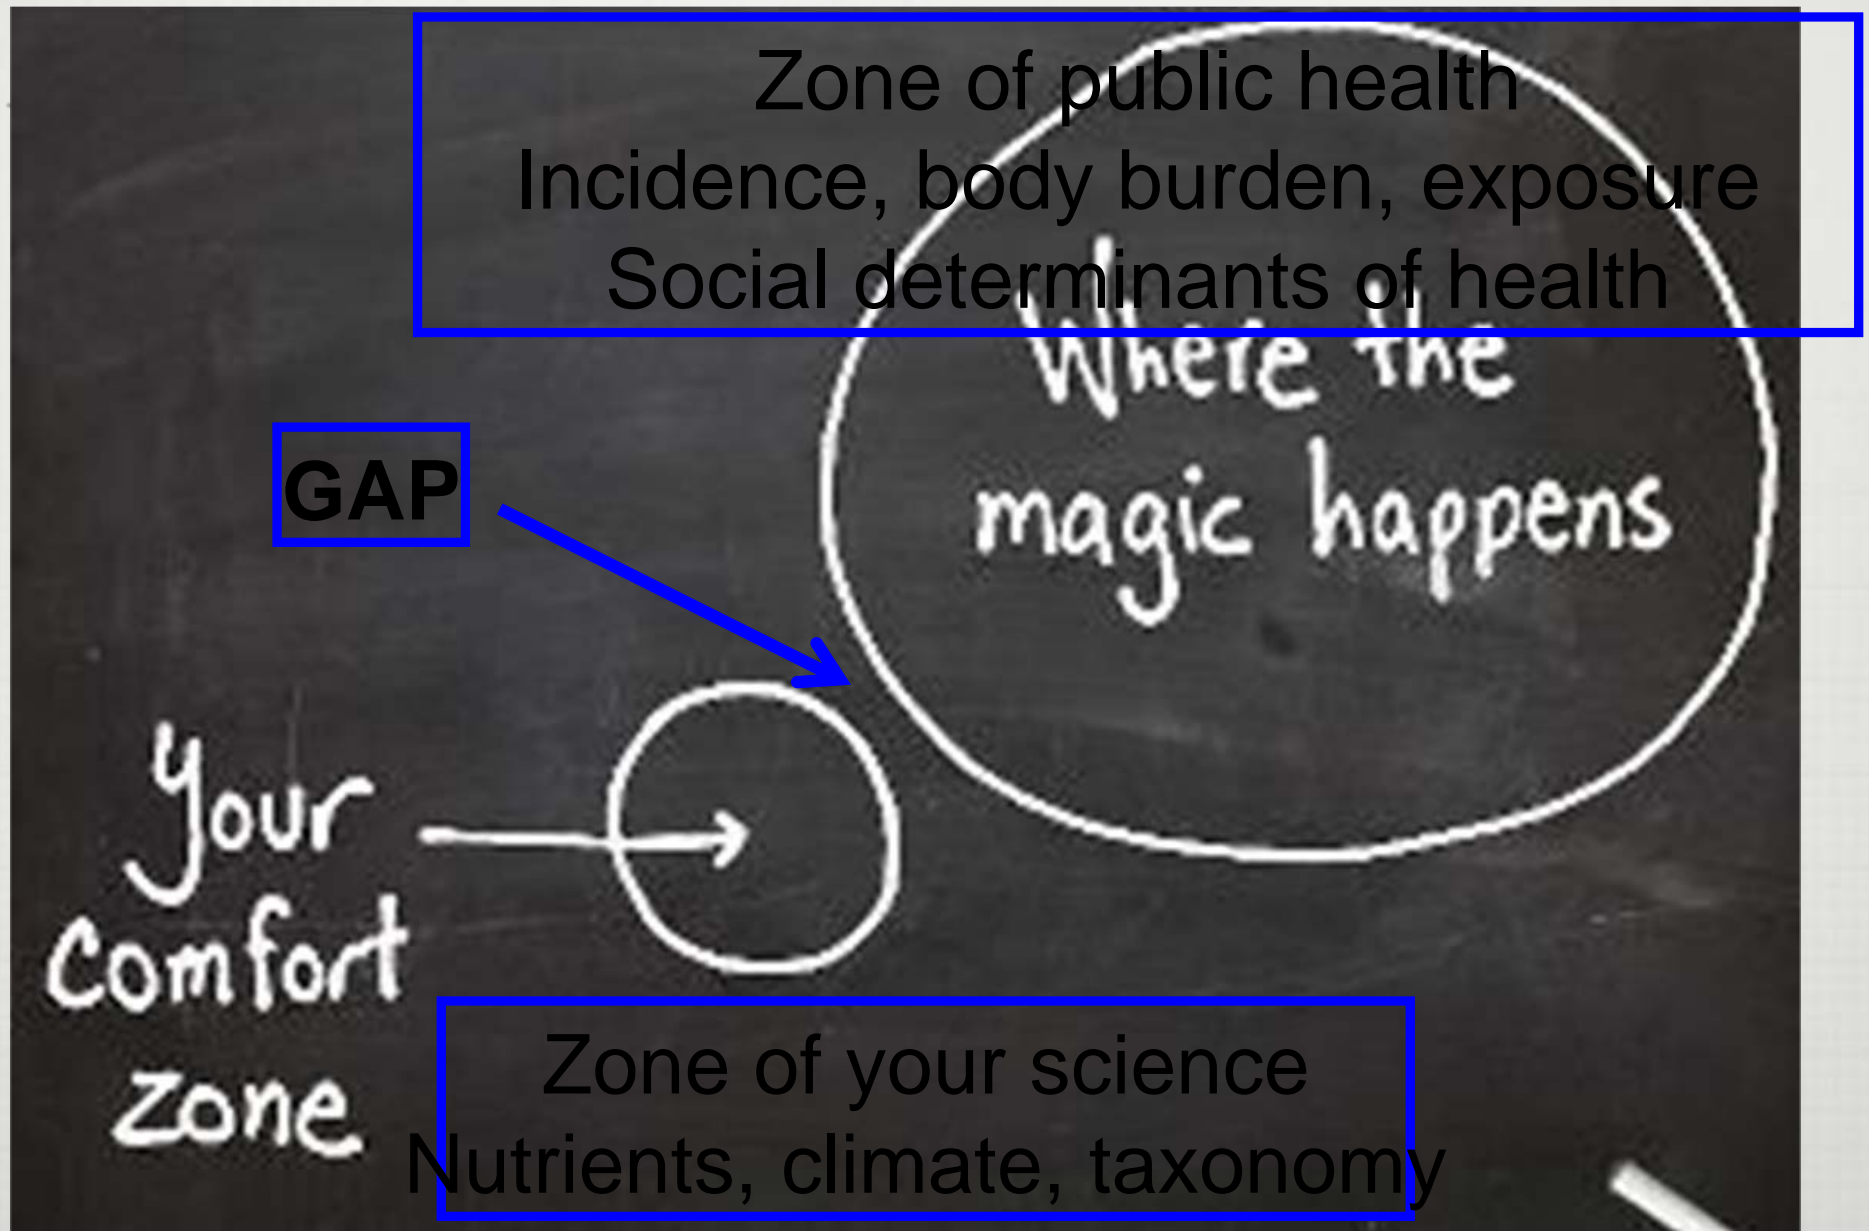 Zone of public health
Incidence, body burden, exposure
Social determinants of health
Where the
magic happens
GAP
Your
Comfort
zone
Zone of your science
Nutrients, climate, taxonomy